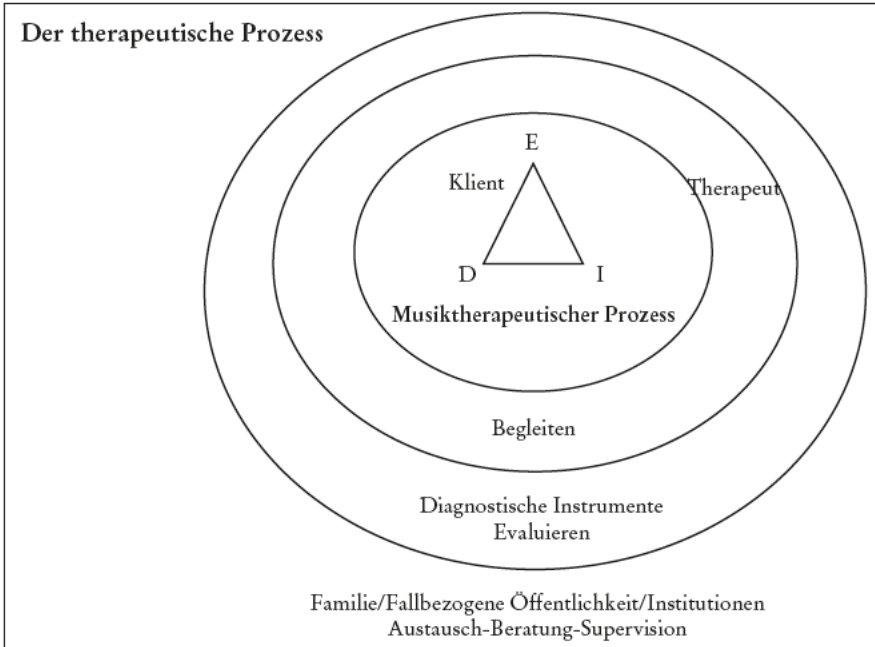 Der therapeutische Prozess
E
Klient
Therapeut
D
I
Musiktherapeutischer Prozess
Begleiten
Diagnostische Instrumente
Evaluieren
Familie/Fallbezogene Öffentlichkeit/Institutionen
Austausch-Beratung-Supervision